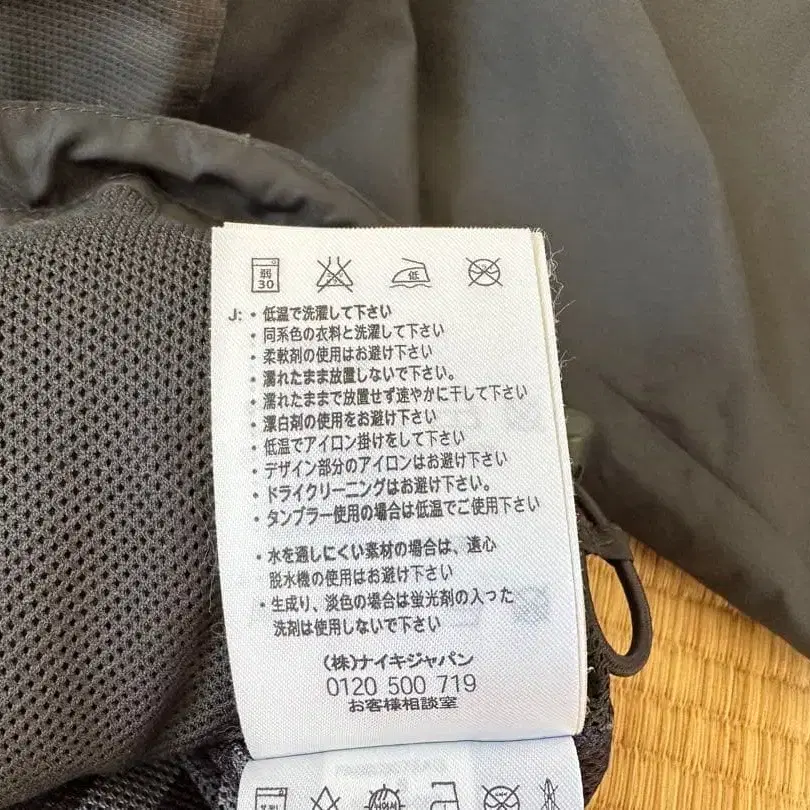 弱
30
低
J: ・低温で洗濯して下さい
・同系色の衣料と洗濯して下さい
・柔軟剤の使用はお避け下さい
・濡れたまま放置しないで下さい。
・濡れたままで放置せず速やかに干して下さい
・漂白剤の使用をお避け下さい
・低温でアイロン掛けをして下さい
・デザイン部分のアイロンはお避け下さい
・ドライクリーニングはお避け下さい。
・タンブラー使用の場合は低温でご使用下さい
・水を通しにくい素材の場合は、遠心
脱水機の使用はお避け下さい
・生成り、淡色の場合は蛍光剤の入った
洗剤は使用しないで下さい
(株)ナイキジャパン
0120 500 719
お客様相談室